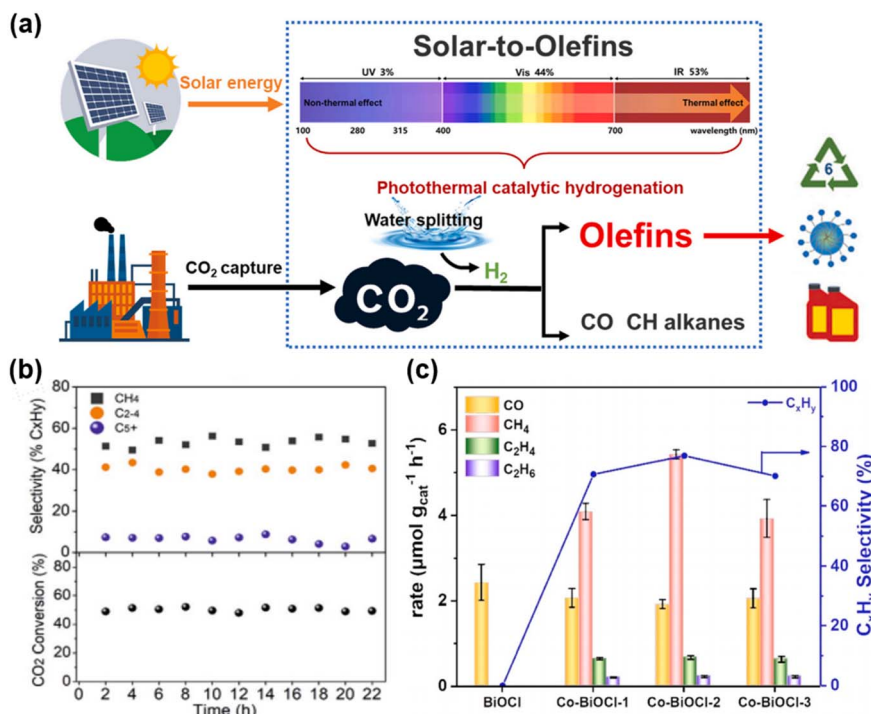 (a)
Solar-to-Olefins
UV 3% Vis 44% IR 53%
Solar energy
Non-thermal effect Thermal effect
100 280 315 400 700 wavelength (nm)
Photothermal catalytic hydrogenation
6
Water splitting
H2
Olefins
CO2 capture
CO2
CO CH alkanes
(b)
80
60
40
20
0
Selectivity (% CxHy)
CH4
C2-4
C5+
80
60
40
20
0
CO2 Conversion (%)
2 4 6 8 10 12 14 16 18 20 22
Time (h)
(c)
6
4
2
0
rate (μmol gcat⁻¹ h⁻¹)
CO
CH4
C2H4
C2H6
CxHy
100
80
60
40
20
0
CxHy Selectivity (%)
BiOCl Co-BiOCl-1 Co-BiOCl-2 Co-BiOCl-3